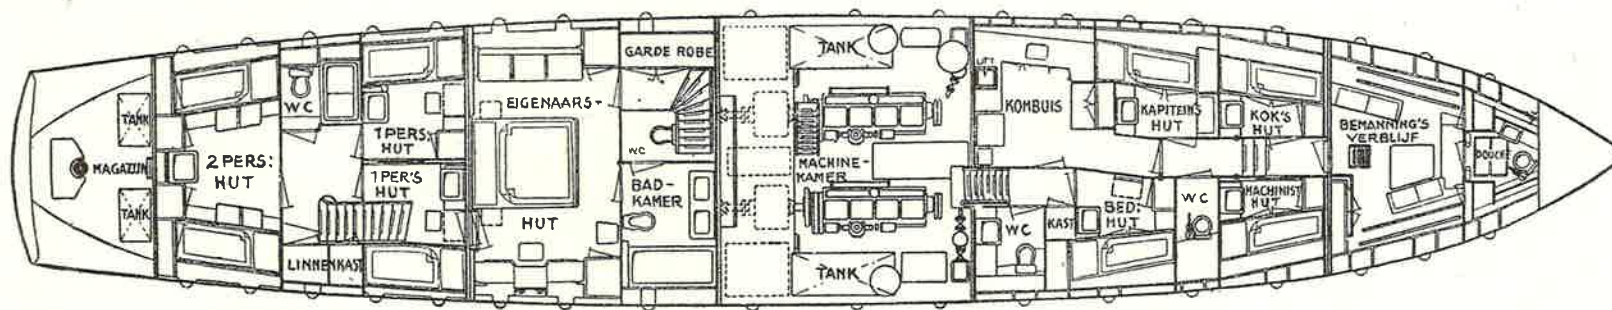 TANK
MAGAZIJN
TANK
2 PERS:
HUT
WC
1 PERS:
HUT
1 PER'S
HUT
LINNENKAST
EIGENAARS-
HUT
GARDE ROBE
WC
BAD-
KAMER
TANK
MACHINE-
KAMER
TANK
LIFT
KOMBUIS
KAPITEIN'S
HUT
KOK'S
HUT
WC
KAST
BED:
HUT
WC
MACHINIST
HUT
BEMANNING'S
VERBLIJF
DOUCHE